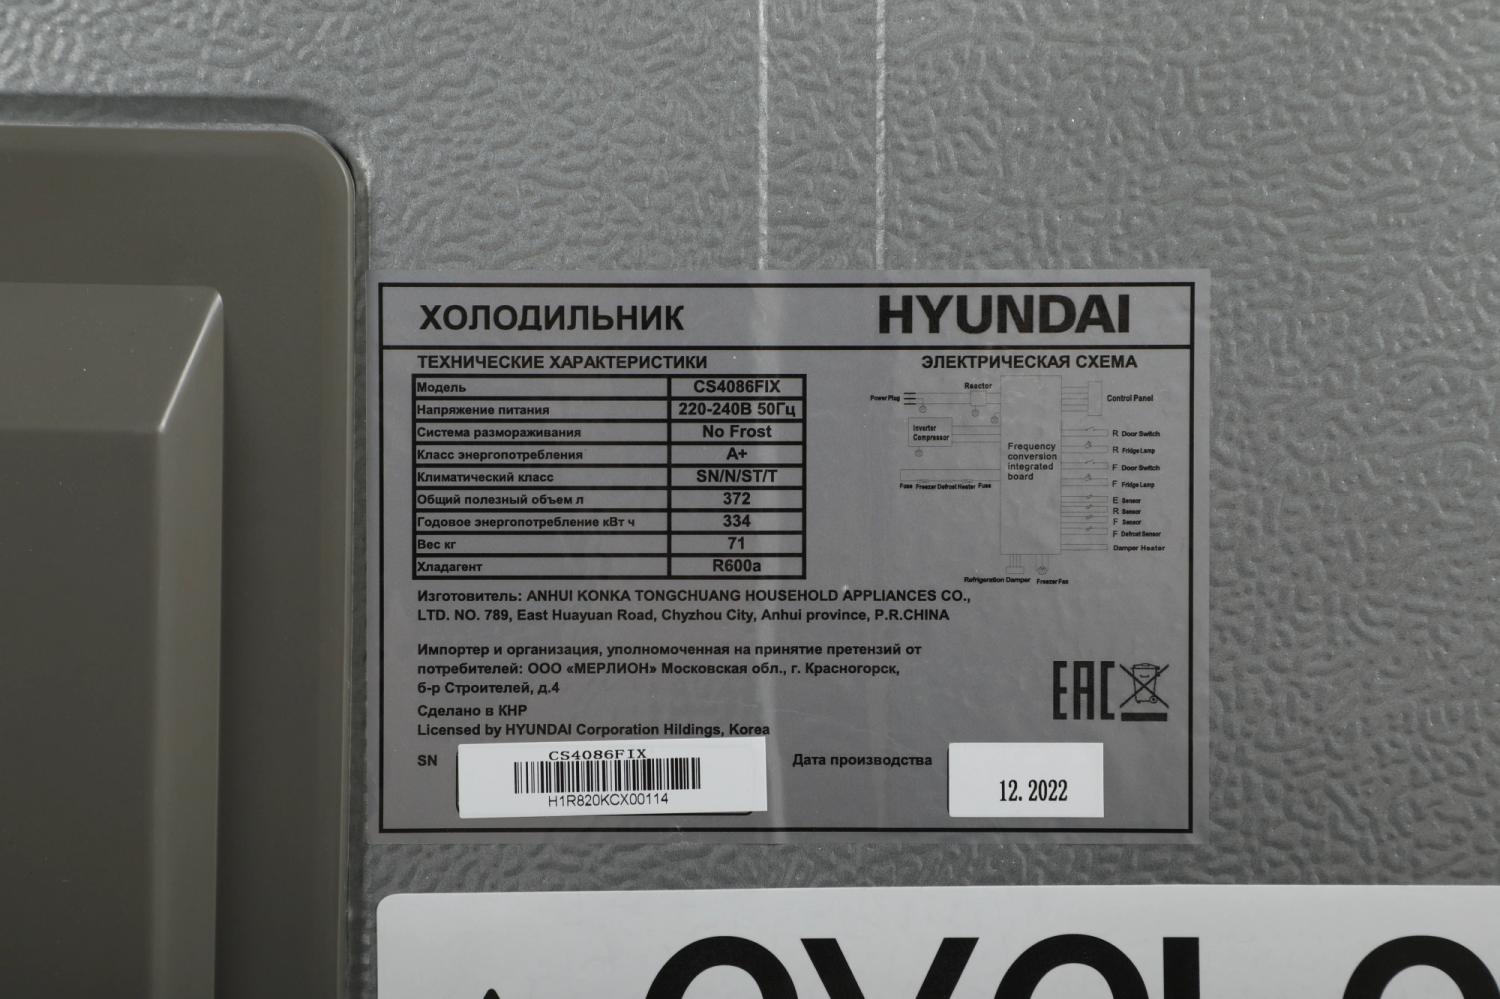 ХОЛОДИЛЬНИК
HYUNDAI
ТЕХНИЧЕСКИЕ ХАРАКТЕРИСТИКИ
Модель CS4086FIX
Напряжение питания 220-240В 50Гц
Система размораживания No Frost
Класс энергопотребления A+
Климатический класс SN/N/ST/T
Общий полезный объем л 372
Годовое энергопотребление кВт ч 334
Вес кг 71
Хладагент R600a
ЭЛЕКТРИЧЕСКАЯ СХЕМА
Reactor
Power Plug
Control Panel
Inverter
Compressor
Frequency
conversion
integrated
board
R Door Switch
R Fridge Lamp
F Door Switch
F Fridge Lamp
Fuse Freezer Defrost Heater Fuse
E Sensor
R Sensor
F Sensor
F Defrost Sensor
Damper Heater
Refrigeration Damper Freezer Fan
Изготовитель: ANHUI KONKA TONGCHUANG HOUSEHOLD APPLIANCES CO.,
LTD. NO. 789, East Huayuan Road, Chyzhou City, Anhui province, P.R.CHINA
Импортер и организация, уполномоченная на принятие претензий от
потребителей: ООО «МЕРЛИОН» Московская обл., г. Красногорск,
б-р Строителей, д.4
Сделано в КНР
Licensed by HYUNDAI Corporation Hildings, Korea
EAC
SN
CS4086FIX
H1R820KCX00114
Дата производства
12. 2022